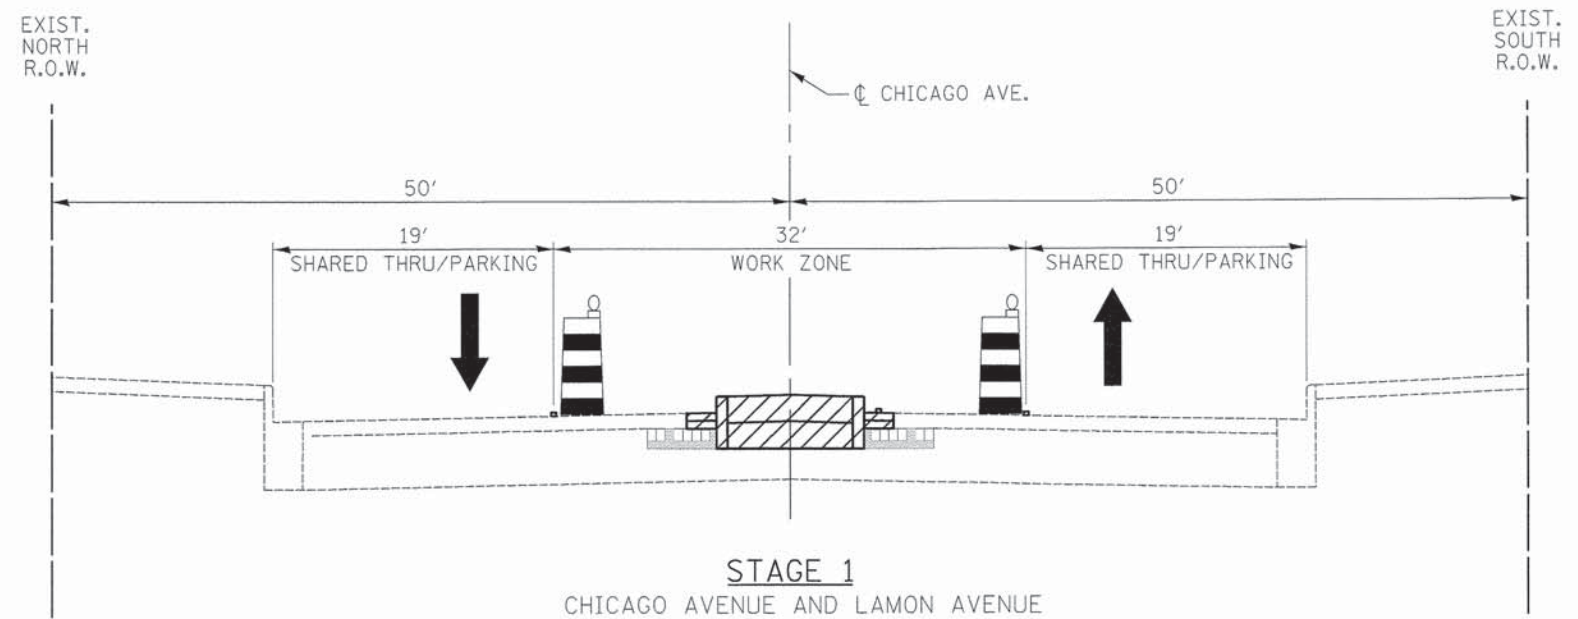 EXIST.
NORTH
R.O.W.
EXIST.
SOUTH
R.O.W.
℄ CHICAGO AVE.
50'
50'
19'
32'
19'
SHARED THRU/PARKING
WORK ZONE
SHARED THRU/PARKING
STAGE 1
CHICAGO AVENUE AND LAMON AVENUE